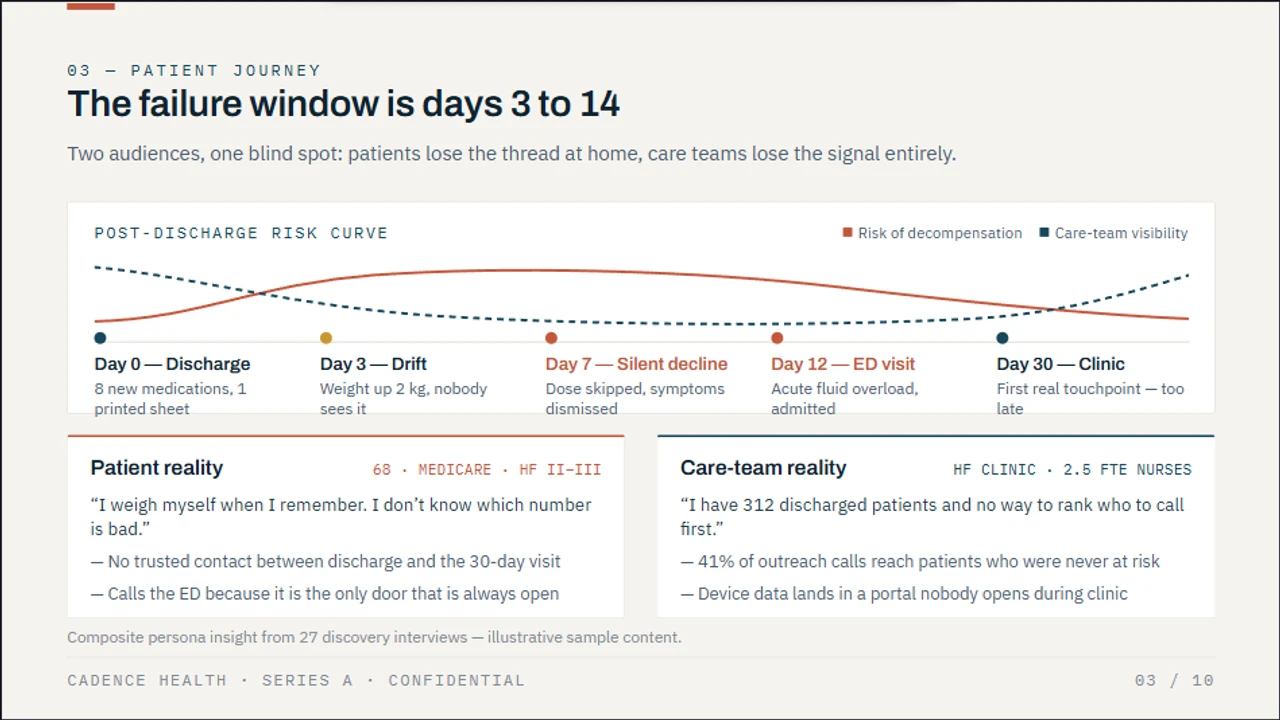 03 — PATIENT JOURNEY
The failure window is days 3 to 14
Two audiences, one blind spot: patients lose the thread at home, care teams lose the signal entirely.
POST-DISCHARGE RISK CURVE
Risk of decompensation
Care-team visibility
Day 0 — Discharge
8 new medications, 1
printed sheet
Day 3 — Drift
Weight up 2 kg, nobody
sees it
Day 7 — Silent decline
Dose skipped, symptoms
dismissed
Day 12 — ED visit
Acute fluid overload,
admitted
Day 30 — Clinic
First real touchpoint — too
late
Patient reality
68 · MEDICARE · HF II–III
“I weigh myself when I remember. I don’t know which number
is bad.”
— No trusted contact between discharge and the 30-day visit
— Calls the ED because it is the only door that is always open
Care-team reality
HF CLINIC · 2.5 FTE NURSES
“I have 312 discharged patients and no way to rank who to call
first.”
— 41% of outreach calls reach patients who were never at risk
— Device data lands in a portal nobody opens during clinic
Composite persona insight from 27 discovery interviews — illustrative sample content.
CADENCE HEALTH · SERIES A · CONFIDENTIAL
03 / 10